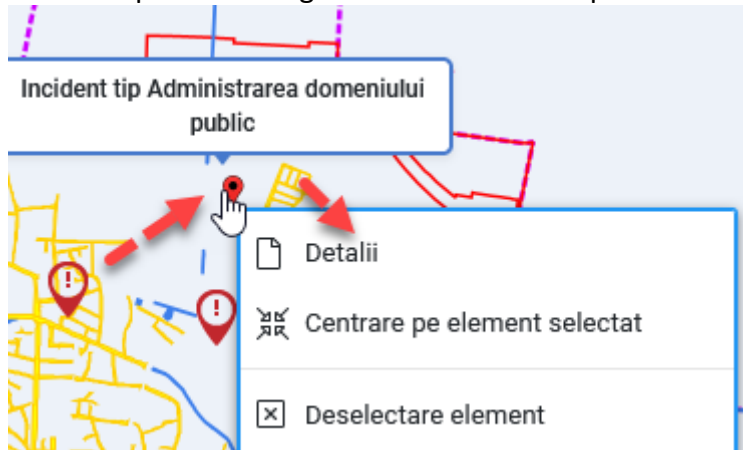 Incident tip Administrarea domeniului
public
Detalii
Centrare pe element selectat
Deselectare element